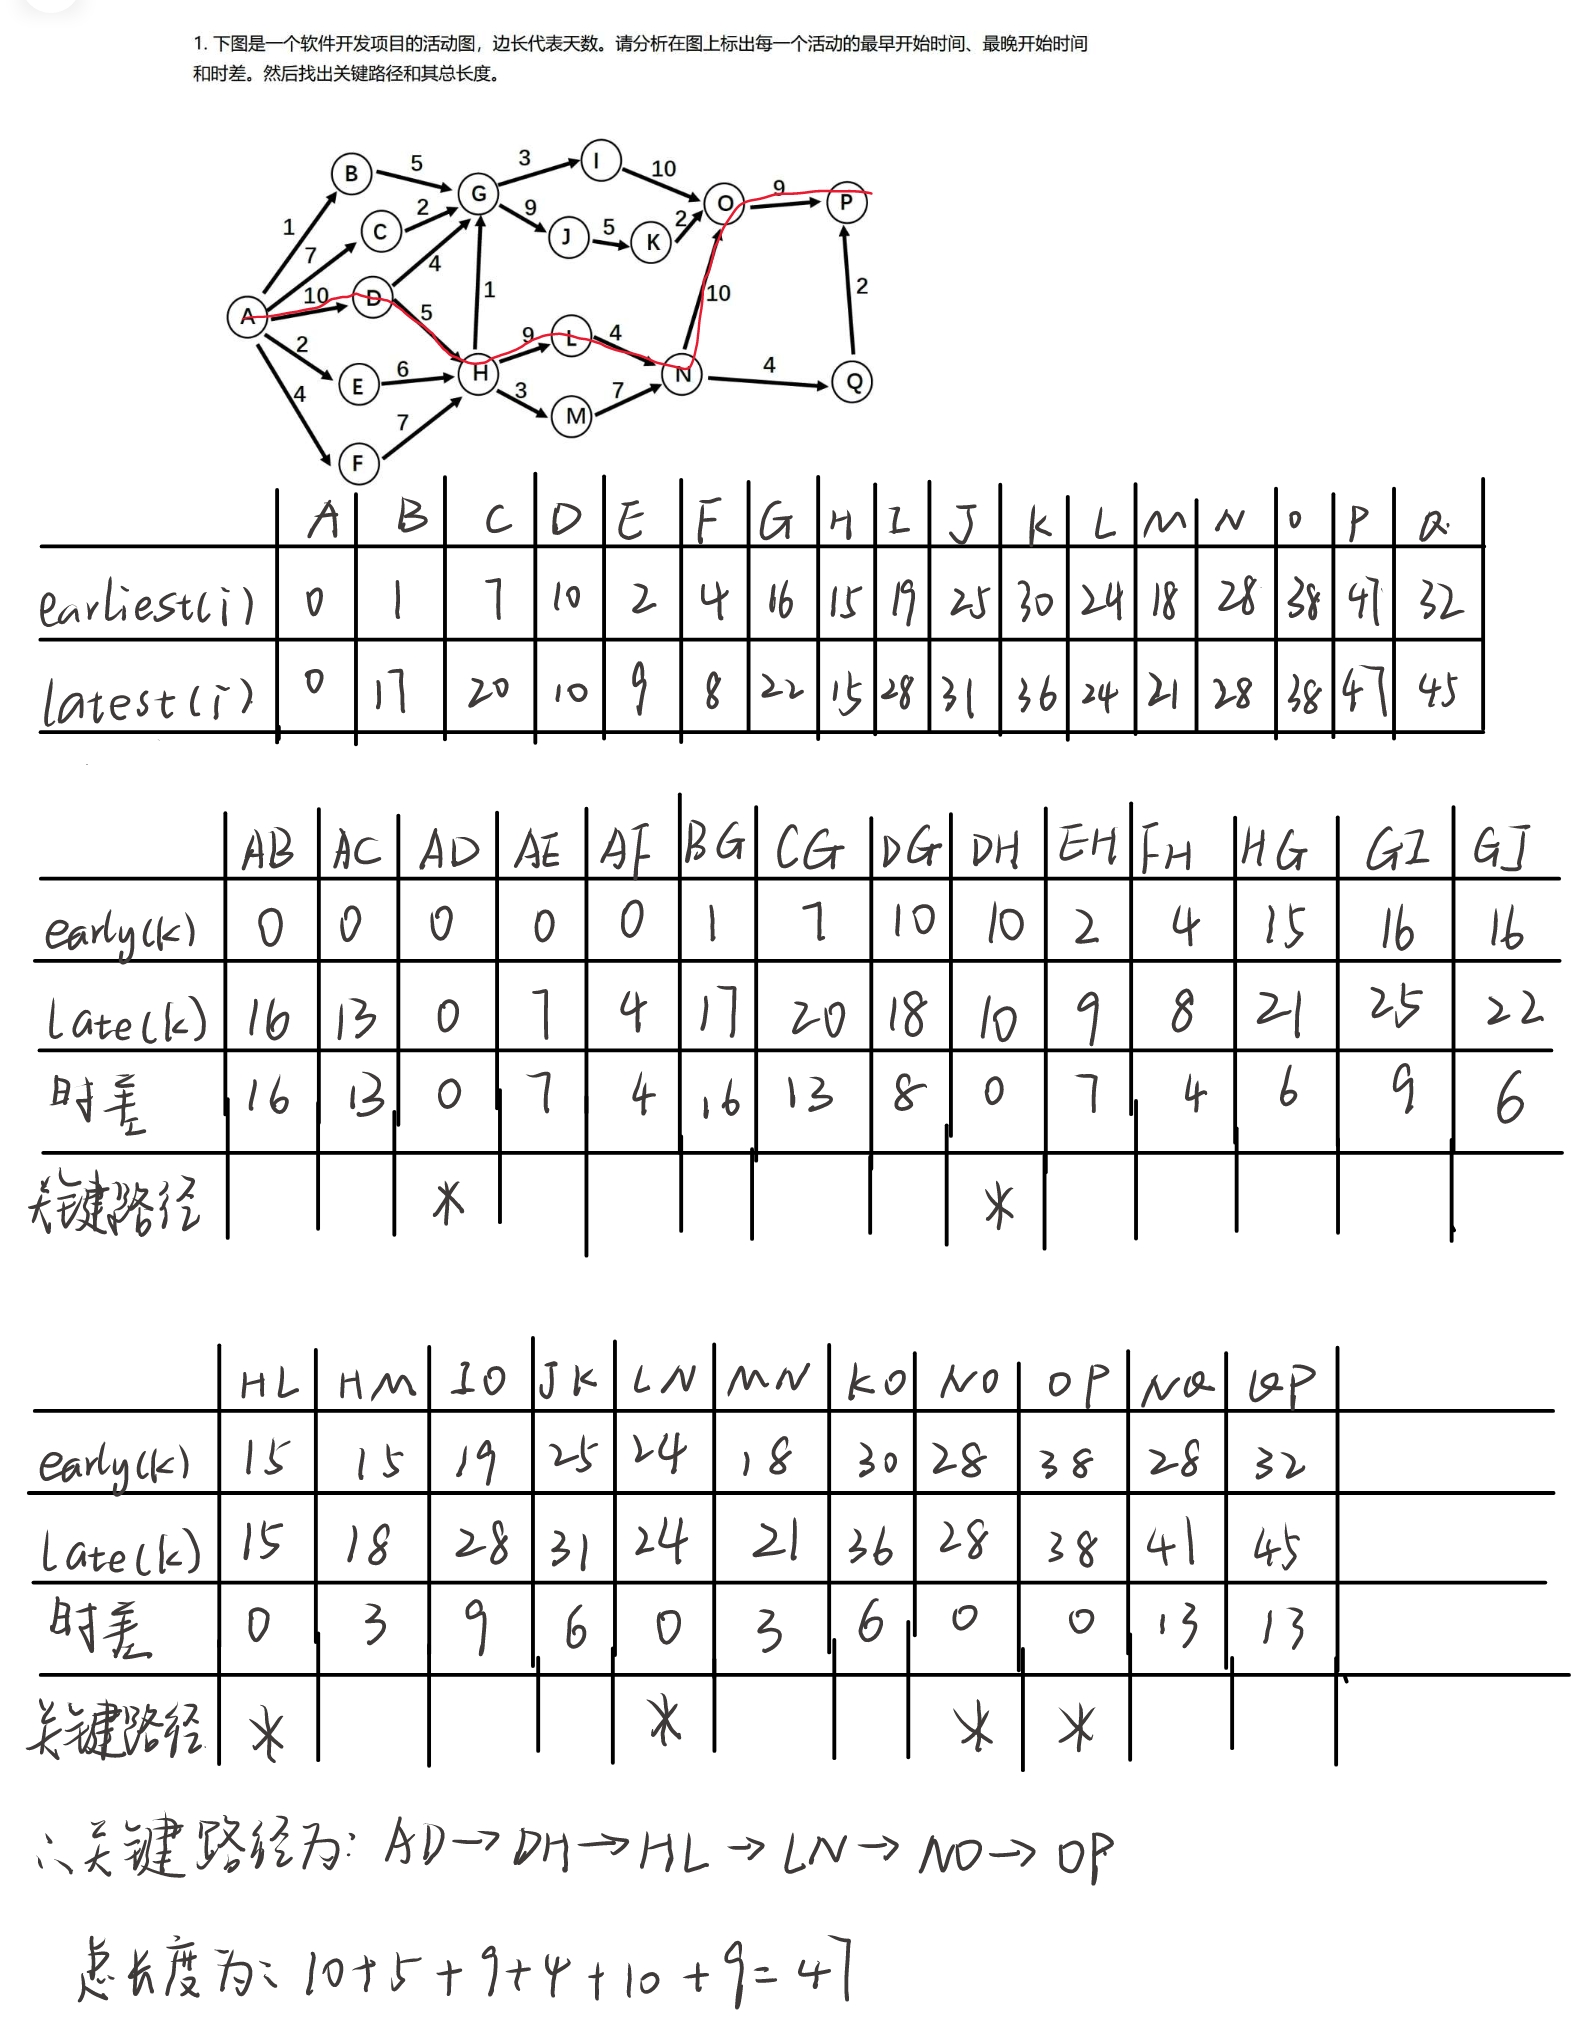 1. 下图是一个软件开发项目的活动图，边长代表天数。请分析在图上标出每一个活动的最早开始时间、最晚开始时间
和时差。然后找出关键路径和其总长度。
B 5 G 3 I 10 O 9 P
1 7 C 2 9 J 5 K 2
A 10 D 4 1 10 2
2 5 9 L 4
E 6 H 3 M 7 N 4 Q
4 F 7
A B C D E F G H I J K L M N O P Q
earliest(i) 0 1 7 10 2 4 16 15 19 25 30 24 18 28 38 47 32
latest(i) 0 17 20 10 9 8 22 15 28 31 36 24 21 28 38 47 45
AB AC AD AE AF BG CG DG DH EH FH HG GI GJ
early(k) 0 0 0 0 0 1 7 10 10 2 4 15 16 16
late(k) 16 13 0 7 4 17 20 18 10 9 8 21 25 22
时差 16 13 0 7 4 16 13 8 0 7 4 6 9 6
关键路径 * *
HL HM IO JK LN MN KO NO OP NQ QP
early(k) 15 15 19 25 24 18 30 28 38 28 32
late(k) 15 18 28 31 24 21 36 28 38 41 45
时差 0 3 9 6 0 3 6 0 0 13 13
关键路径 * * * *
∴关键路径为: AD→DH→HL→LN→NO→OP
总长度为: 10+5+9+4+10+9=47